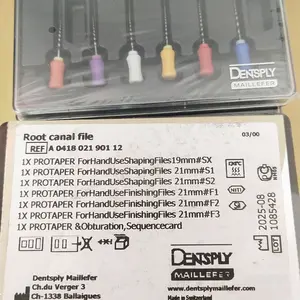 DENTSPLY
MAILLEFER
Root canal file
03/00
REF A 0418 021 901 12
1X PROTAPER ForHandUseShapingFiles19mm#SX
1X PROTAPER ForHandUseShapingFiles 21mm#S1
1X PROTAPER ForHandUseShapingFiles 21mm#S2
1X PROTAPER ForHandUseFinishingFiles 21mm#F1
1X PROTAPER ForHandUseFinishingFiles 21mm#F2
1X PROTAPER ForHandUseFinishingFiles 21mm#F3
1X PROTAPER &Obturation,Sequencecard
NITI
2025-08
LOT 1085428
DENTSPLY
MAILLEFER
Made in Switzerland
Dentsply Maillefer
Ch.du Verger 3
CH-1338 Ballaigues